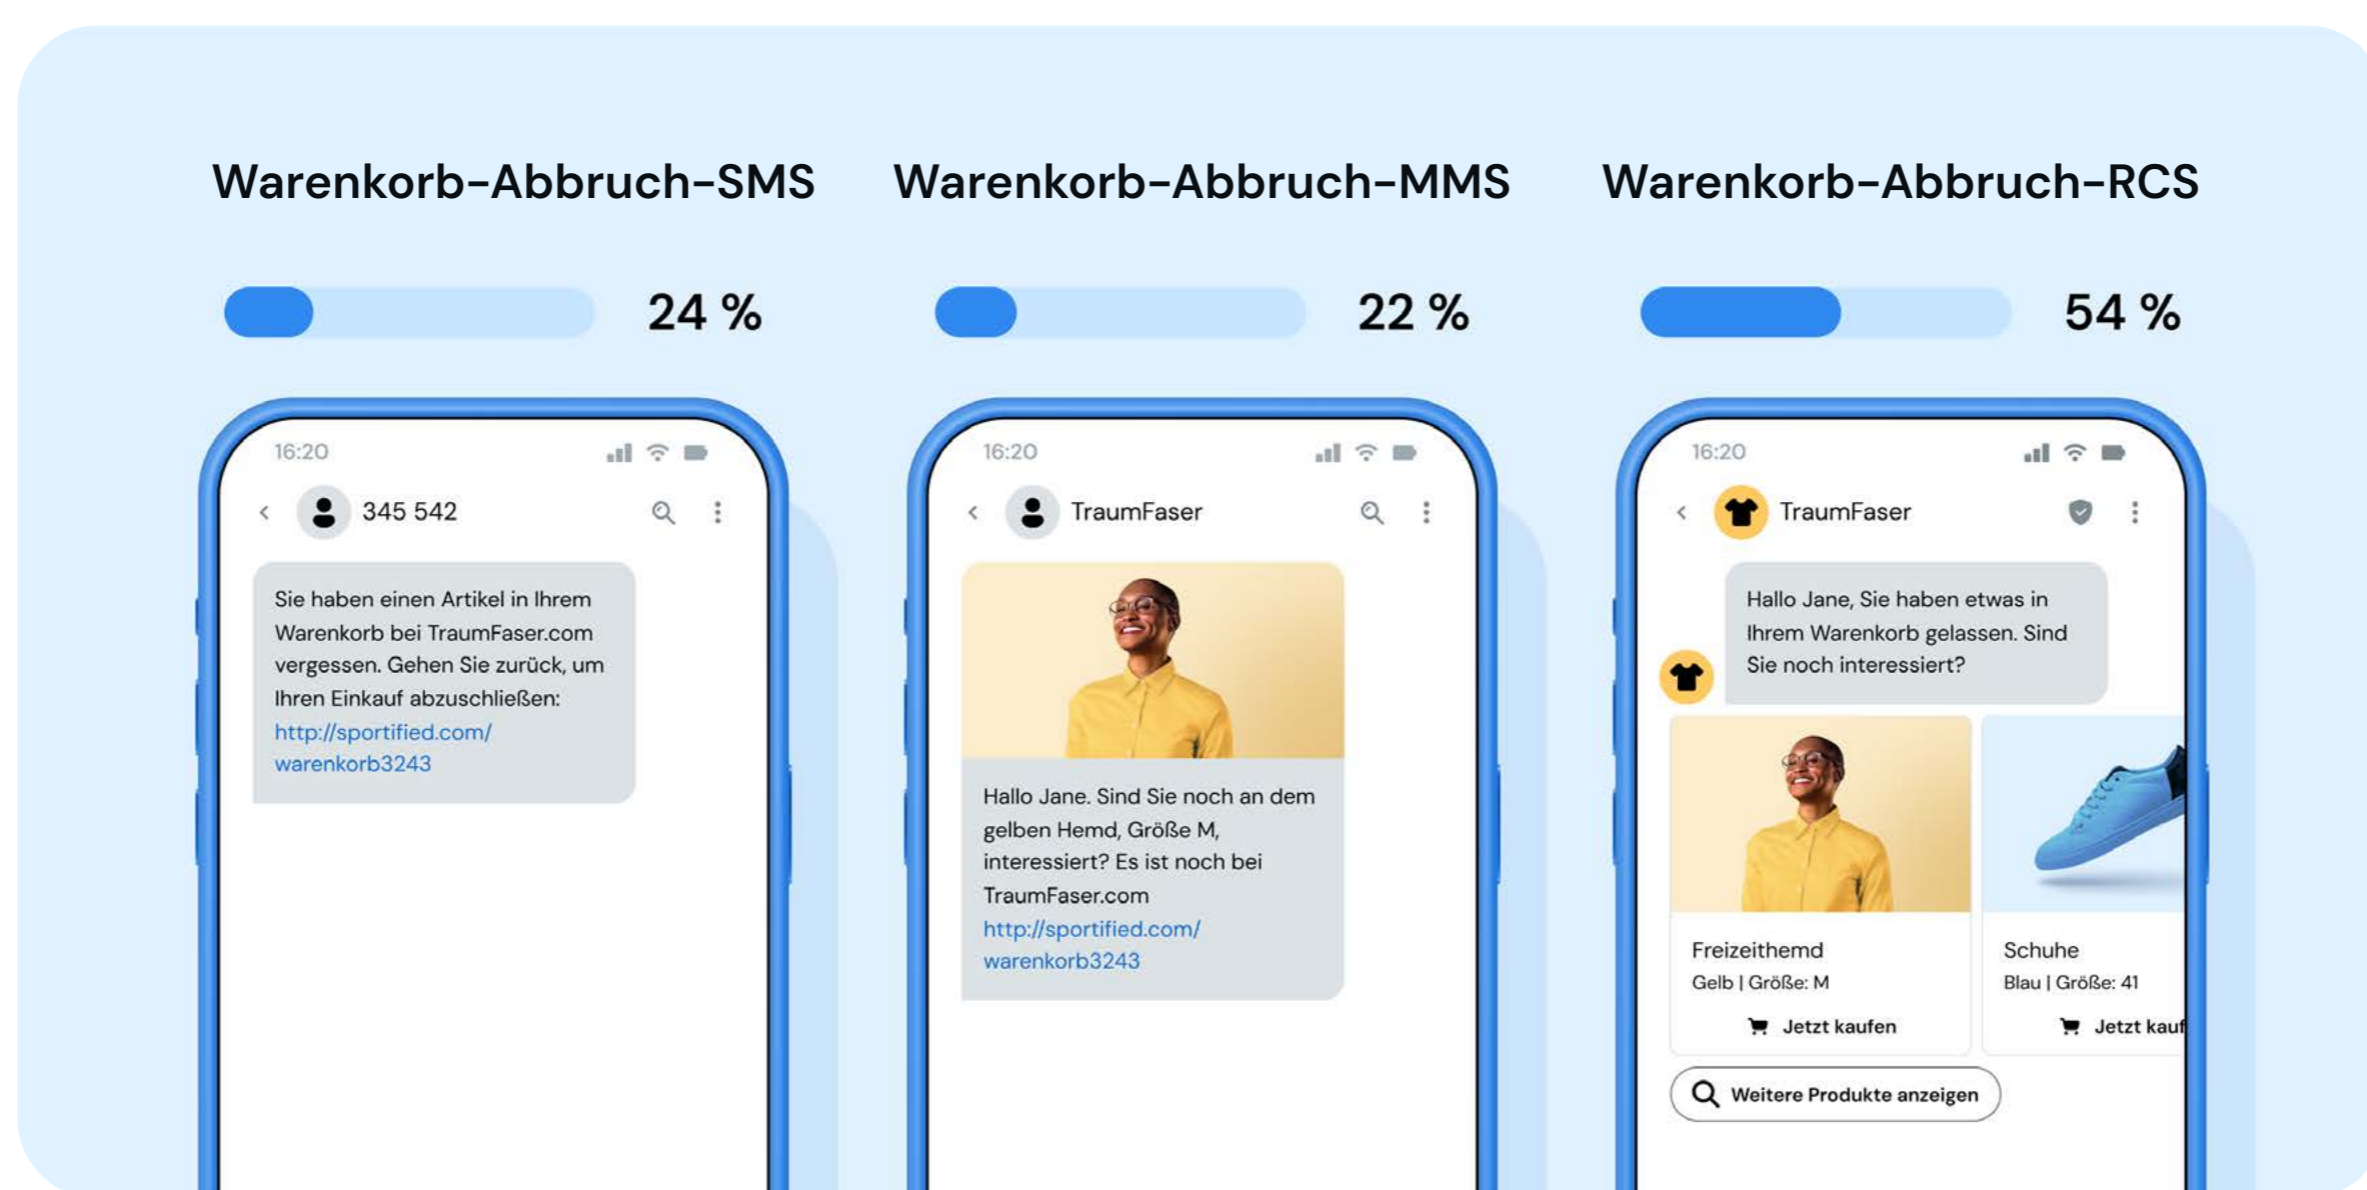 Warenkorb-Abbruch-SMS
24 %
16:20
345 542
Sie haben einen Artikel in Ihrem
Warenkorb bei TraumFaser.com
vergessen. Gehen Sie zurück, um
Ihren Einkauf abzuschließen:
http://sportified.com/
warenkorb3243
Warenkorb-Abbruch-MMS
22 %
16:20
TraumFaser
Hallo Jane. Sind Sie noch an dem
gelben Hemd, Größe M,
interessiert? Es ist noch bei
TraumFaser.com
http://sportified.com/
warenkorb3243
Warenkorb-Abbruch-RCS
54 %
16:20
TraumFaser
Hallo Jane, Sie haben etwas in
Ihrem Warenkorb gelassen. Sind
Sie noch interessiert?
Freizeithemd
Gelb | Größe: M
Jetzt kaufen
Schuhe
Blau | Größe: 41
Jetzt kauf
Weitere Produkte anzeigen